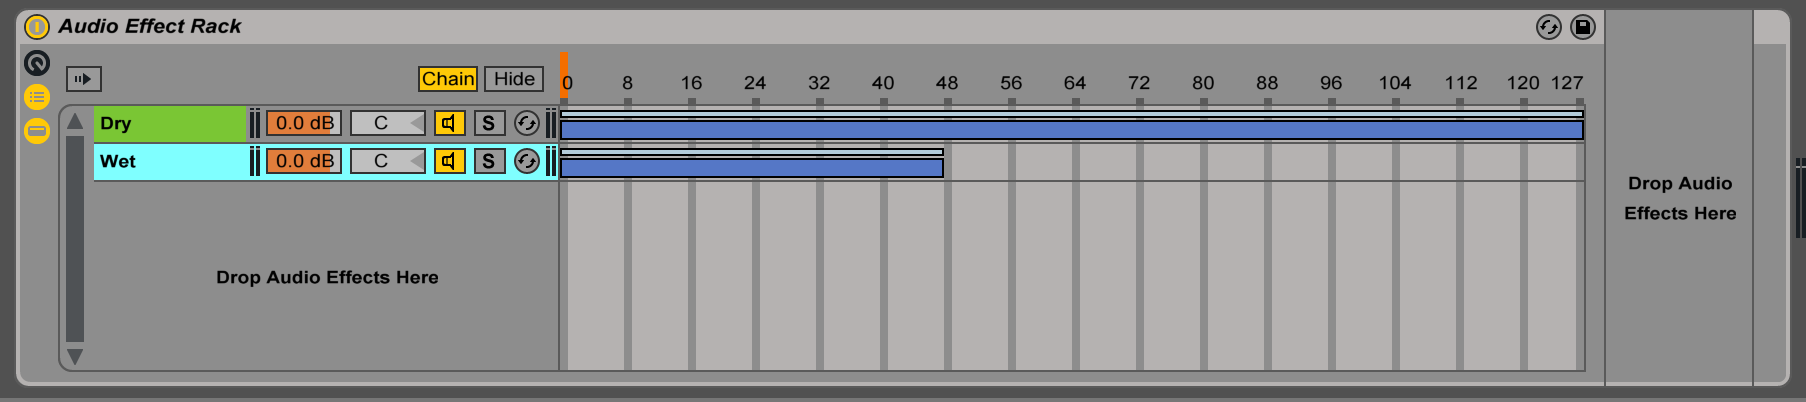 Audio Effect Rack
Chain Hide
0 8 16 24 32 40 48 56 64 72 80 88 96 104 112 120 127
Dry 0.0 dB C S
Wet 0.0 dB C S
Drop Audio Effects Here
Drop Audio
Effects Here